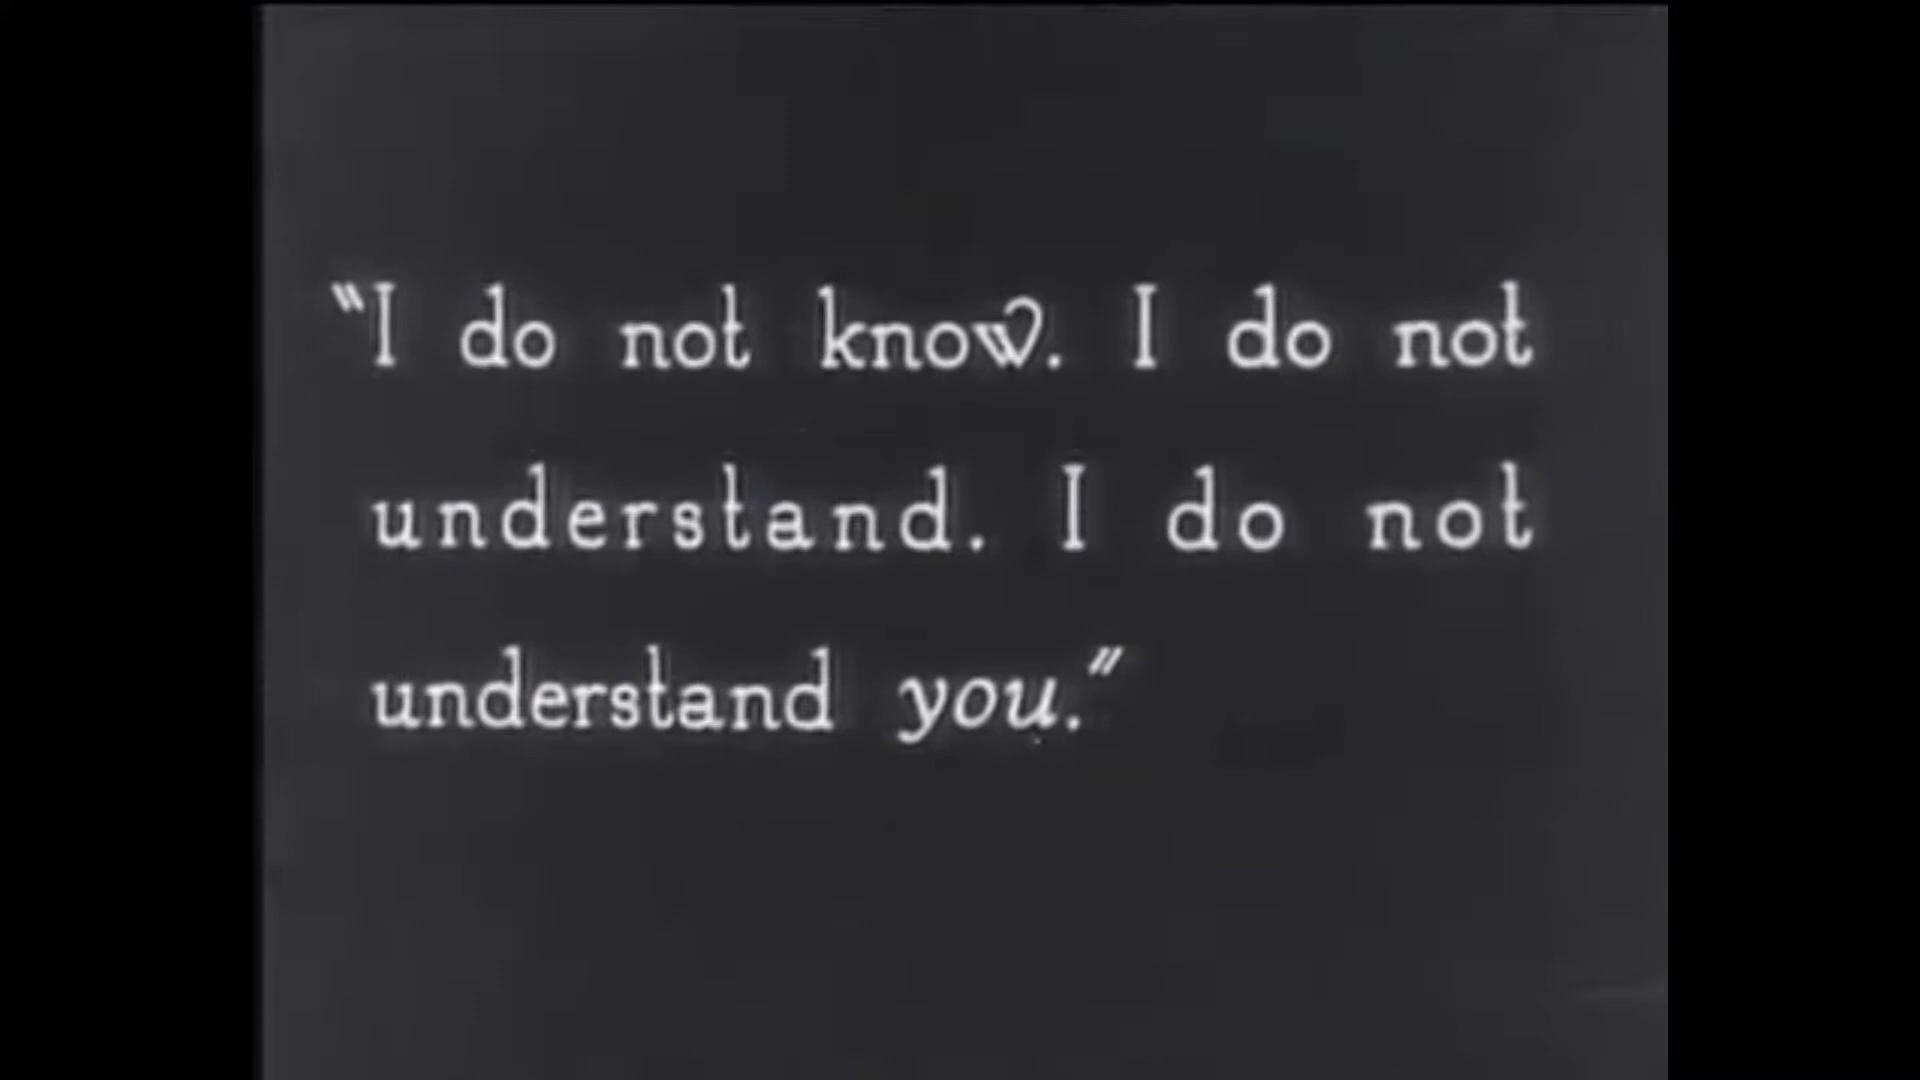 “I do not know. I do not
understand. I do not
understand you.”